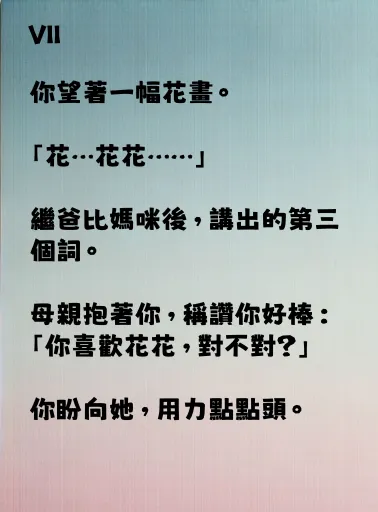 VII
你望著一幅花畫。
「花…花花……」
繼爸比媽咪後，講出的第三
個詞。
母親抱著你，稱讚你好棒：
「你喜歡花花，對不對？」
你盼向她，用力點點頭。